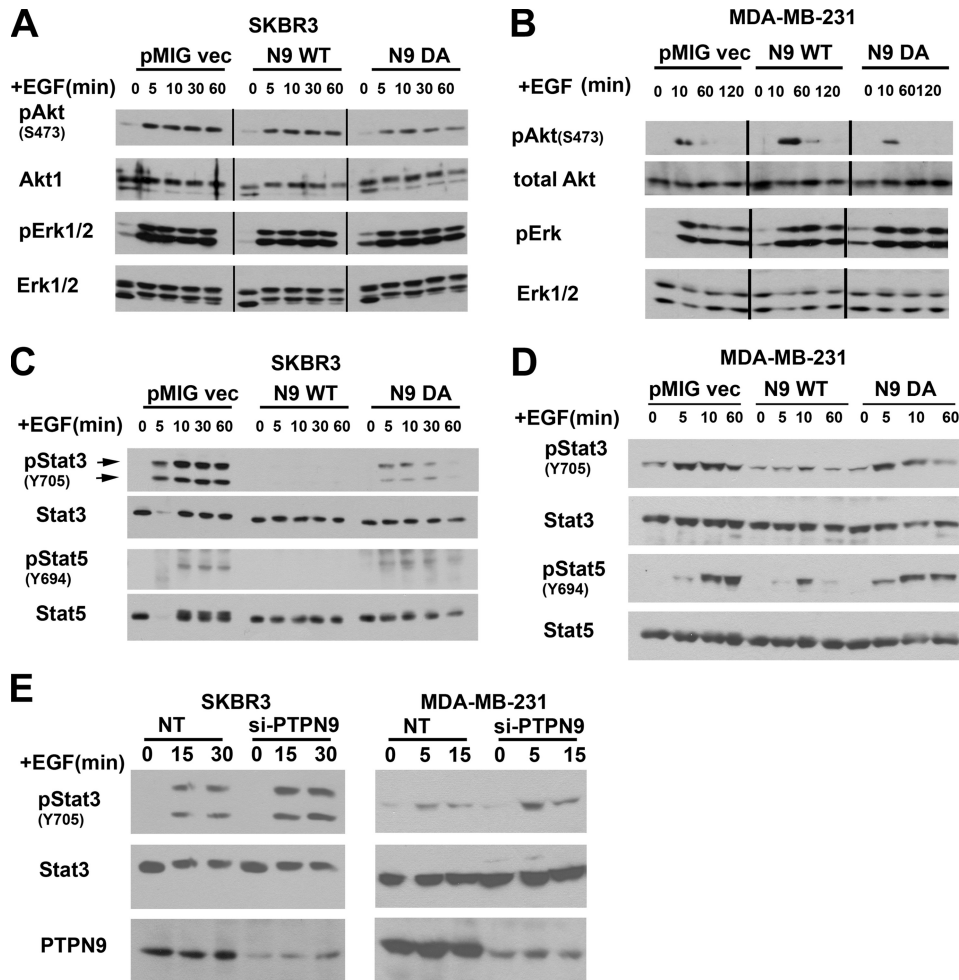 A
SKBR3
pMIG vec N9 WT N9 DA
+EGF(min) 0 5 10 30 60 0 5 10 30 60 0 5 10 30 60
pAkt
(S473)
Akt1
pErk1/2
Erk1/2
B
MDA-MB-231
pMIG vec N9 WT N9 DA
+EGF (min) 0 10 60 120 0 10 60 120 0 10 60 120
pAkt(S473)
total Akt
pErk
Erk1/2
C
SKBR3
pMIG vec N9 WT N9 DA
+EGF(min) 0 5 10 30 60 0 5 10 30 60 0 5 10 30 60
pStat3
(Y705)
Stat3
pStat5
(Y694)
Stat5
D
MDA-MB-231
pMIG vec N9 WT N9 DA
+EGF(min) 0 5 10 60 0 5 10 60 0 5 10 60
pStat3
(Y705)
Stat3
pStat5
(Y694)
Stat5
E
SKBR3 MDA-MB-231
NT si-PTPN9 NT si-PTPN9
+EGF(min) 0 15 30 0 15 30 0 5 15 0 5 15
pStat3
(Y705)
Stat3
PTPN9